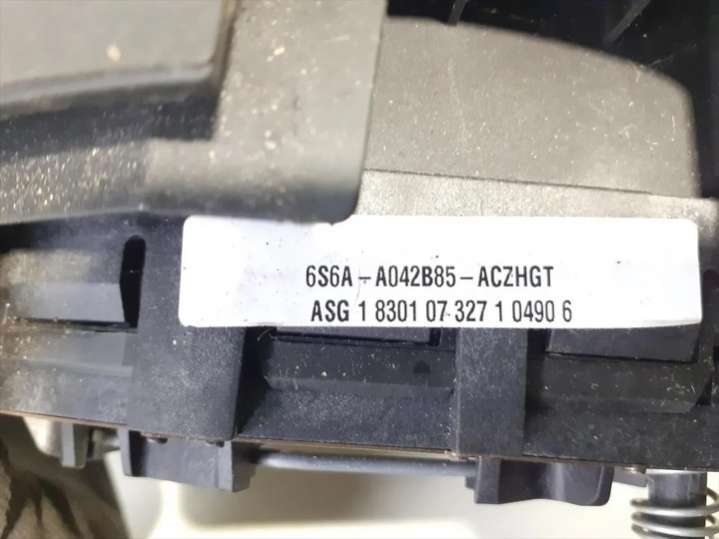 6S6A-A042B85-ACZHGT
ASG 1 8301 07 327 1 0490 6